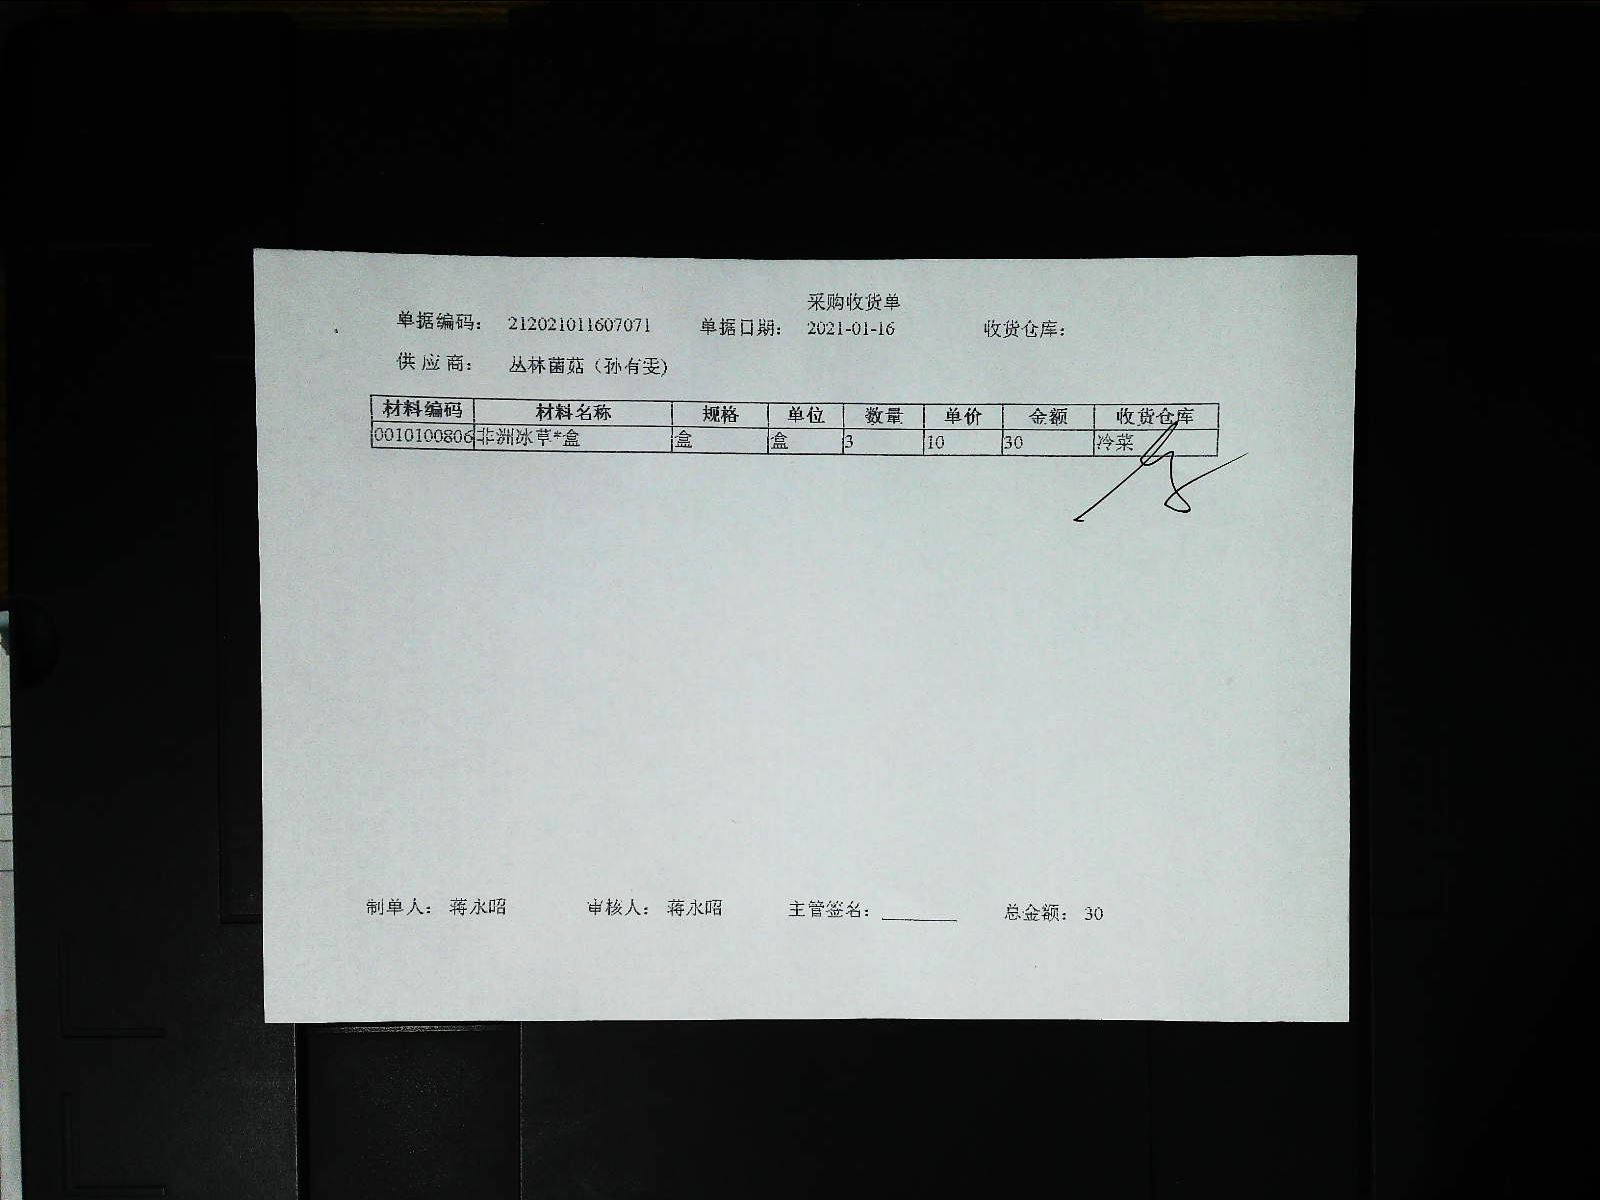 采购收货单
单据编码： 212021011607071 单据日期： 2021-01-16 收货仓库：
供 应 商： 丛林菌菇（孙有雯）
材料编码 材料名称 规格 单位 数量 单价 金额 收货仓库
0010100806 非洲冰草*盒 盒 盒 3 10 30 冷菜
制单人： 蒋永昭 审核人： 蒋永昭 主管签名： 总金额： 30